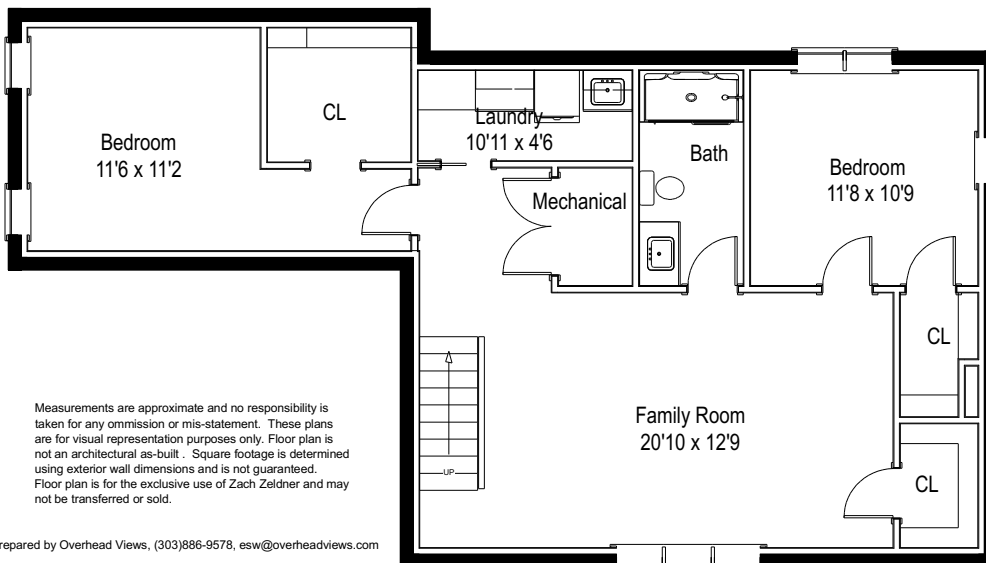 Bedroom
11'6 x 11'2
CL
Laundry
10'11 x 4'6
Mechanical
Bath
Bedroom
11'8 x 10'9
CL
Family Room
20'10 x 12'9
CL
UP
Measurements are approximate and no responsibility is
taken for any ommission or mis-statement. These plans
are for visual representation purposes only. Floor plan is
not an architectural as-built . Square footage is determined
using exterior wall dimensions and is not guaranteed.
Floor plan is for the exclusive use of Zach Zeldner and may
not be transferred or sold.
repared by Overhead Views, (303)886-9578, esw@overheadviews.com